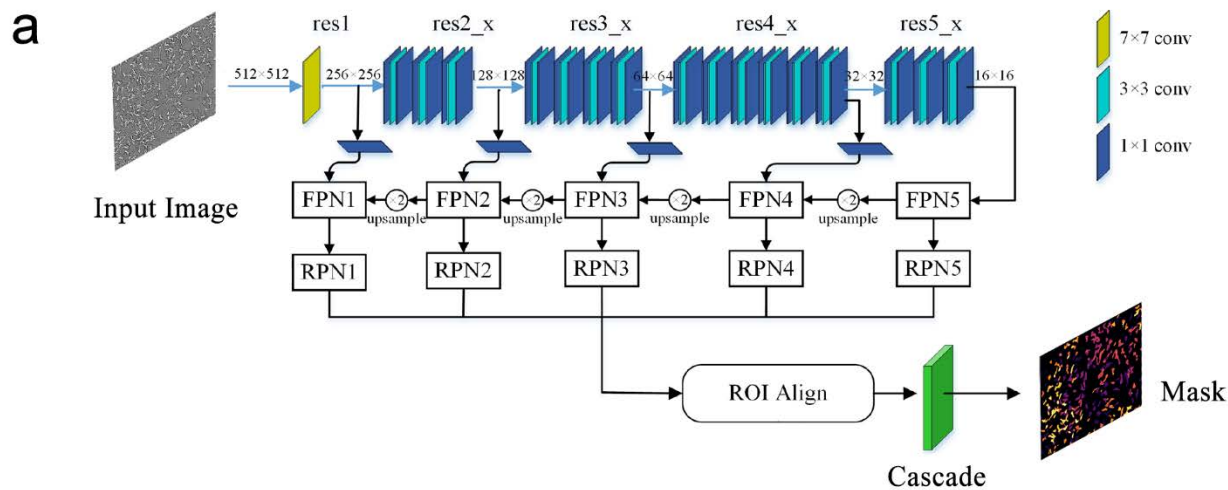 a
res1
res2_x
res3_x
res4_x
res5_x
7×7 conv
512×512
256×256
128×128
64×64
32×32
16×16
3×3 conv
1×1 conv
Input Image
FPN1
×2
upsample
FPN2
×2
upsample
FPN3
×2
upsample
FPN4
×2
upsample
FPN5
RPN1
RPN2
RPN3
RPN4
RPN5
ROI Align
Mask
Cascade